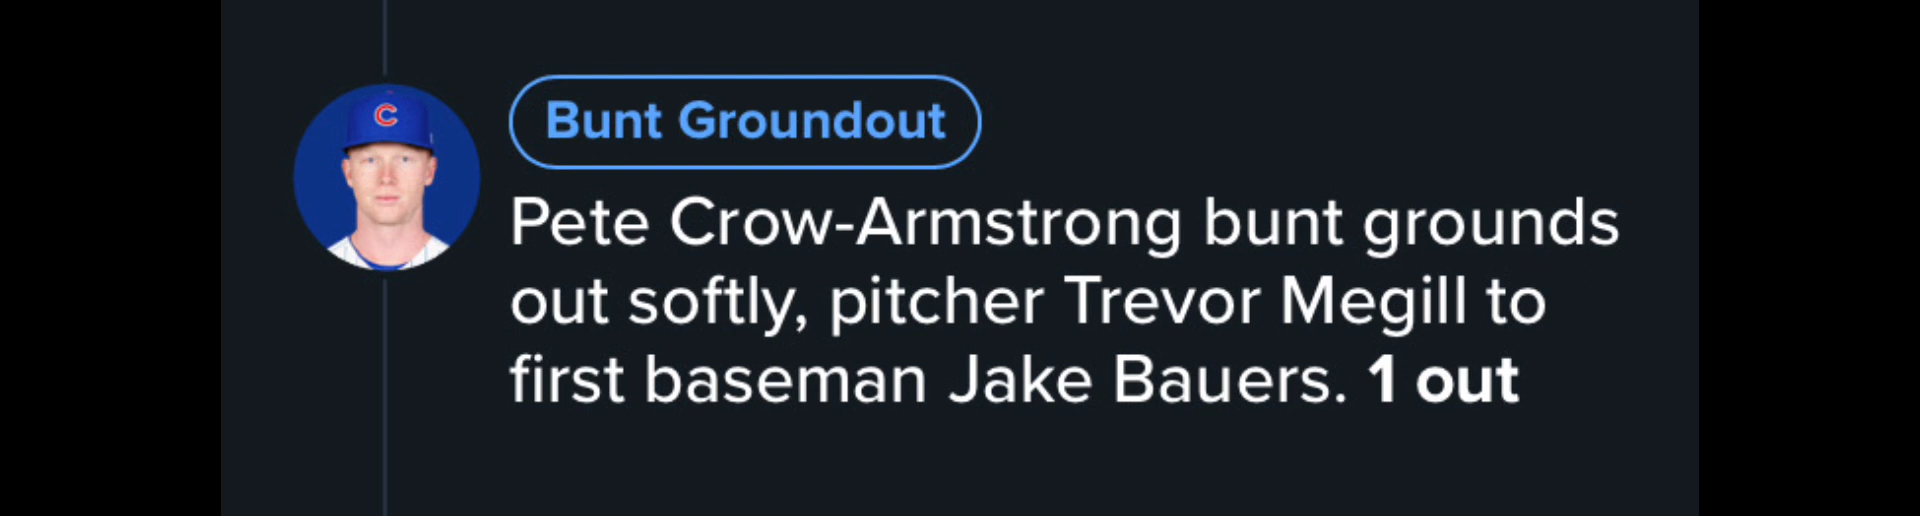 C
Bunt Groundout
Pete Crow-Armstrong bunt grounds
out softly, pitcher Trevor Megill to
first baseman Jake Bauers. 1 out